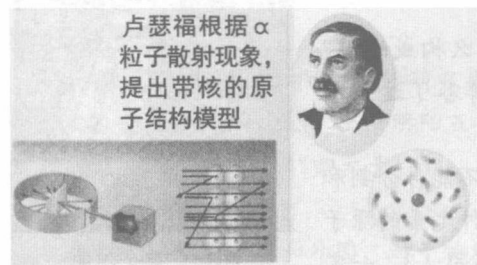 卢瑟福根据α
粒子散射现象，
提出带核的原
子结构模型